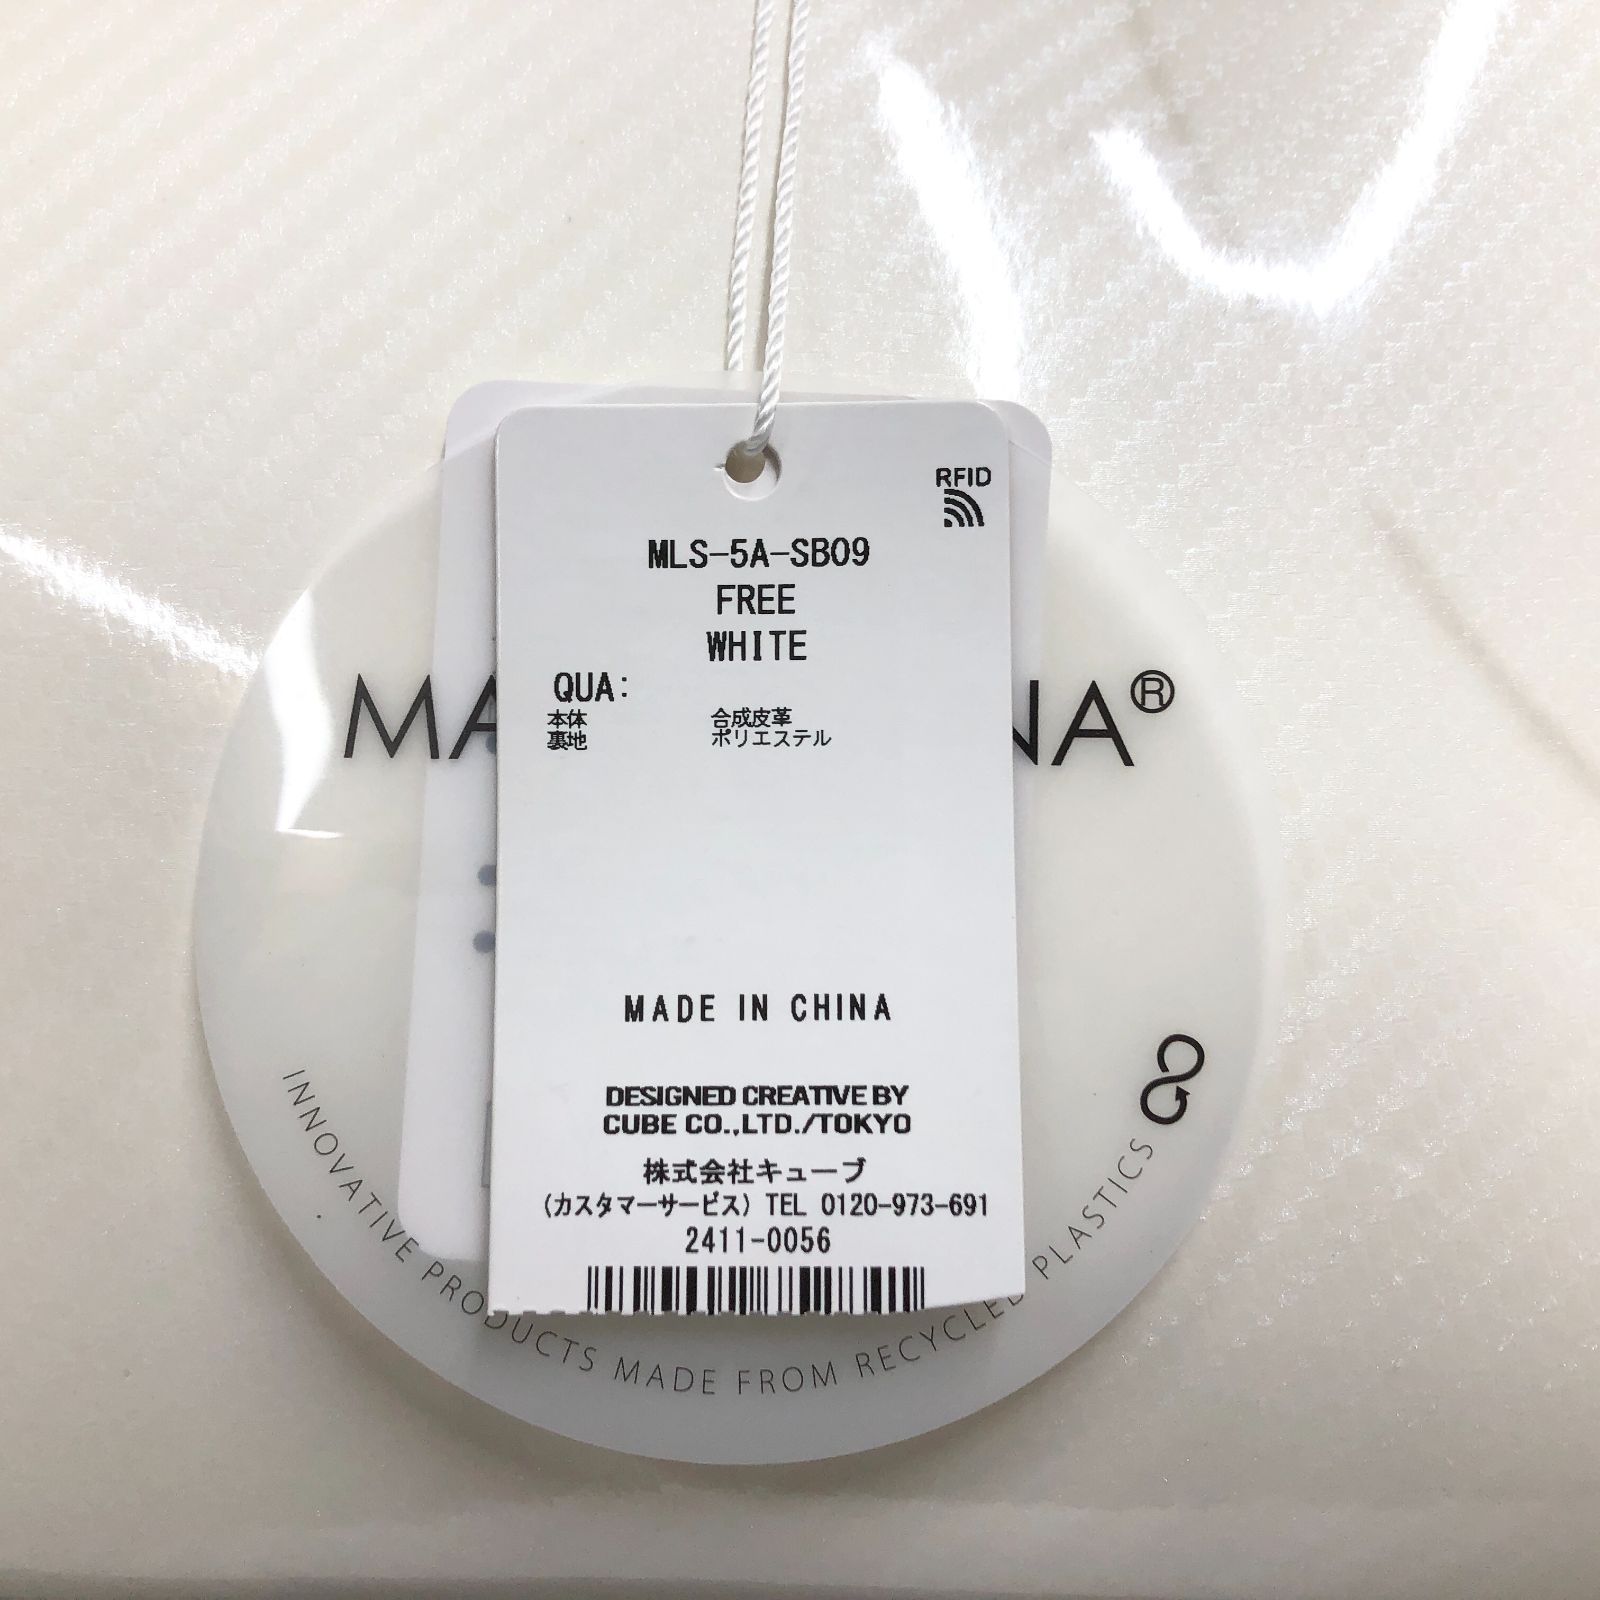 RFID
MLS-5A-SB09
FREE
WHITE
QUA:
本体 合成皮革
裏地 ポリエステル
MADE IN CHINA
DESIGNED CREATIVE BY
CUBE CO.,LTD./TOKYO
株式会社キューブ
(カスタマーサービス) TEL 0120-973-691
2411-0056
INNOVATIVE PRODUCTS MADE FROM RECYCLED PLASTICS